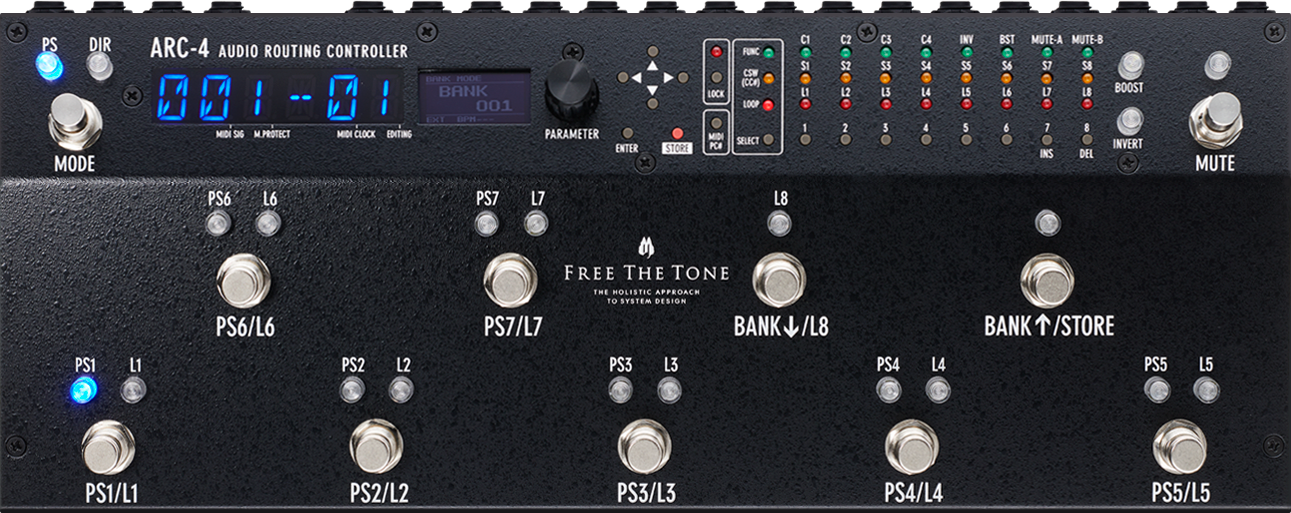 PS DIR
ARC-4 AUDIO ROUTING CONTROLLER
001--01
MIDI SIG M.PROTECT MIDI CLOCK EDITING
MODE
BANK MODE
BANK
001
EXT BPM---
PARAMETER
ENTER
STORE
LOCK
MIDI
PC#
FUNC
CSW
(CC#)
LOOP
SELECT
C1 C2 C3 C4 INV BST MUTE-A MUTE-B
S1 S2 S3 S4 S5 S6 S7 S8
L1 L2 L3 L4 L5 L6 L7 L8
1 2 3 4 5 6 7 8
INS DEL
BOOST
INVERT
MUTE
PS6 L6
PS6/L6
PS7 L7
PS7/L7
FREE THE TONE
THE HOLISTIC APPROACH
TO SYSTEM DESIGN
L8
BANK↓/L8
BANK↑/STORE
PS1 L1
PS1/L1
PS2 L2
PS2/L2
PS3 L3
PS3/L3
PS4 L4
PS4/L4
PS5 L5
PS5/L5